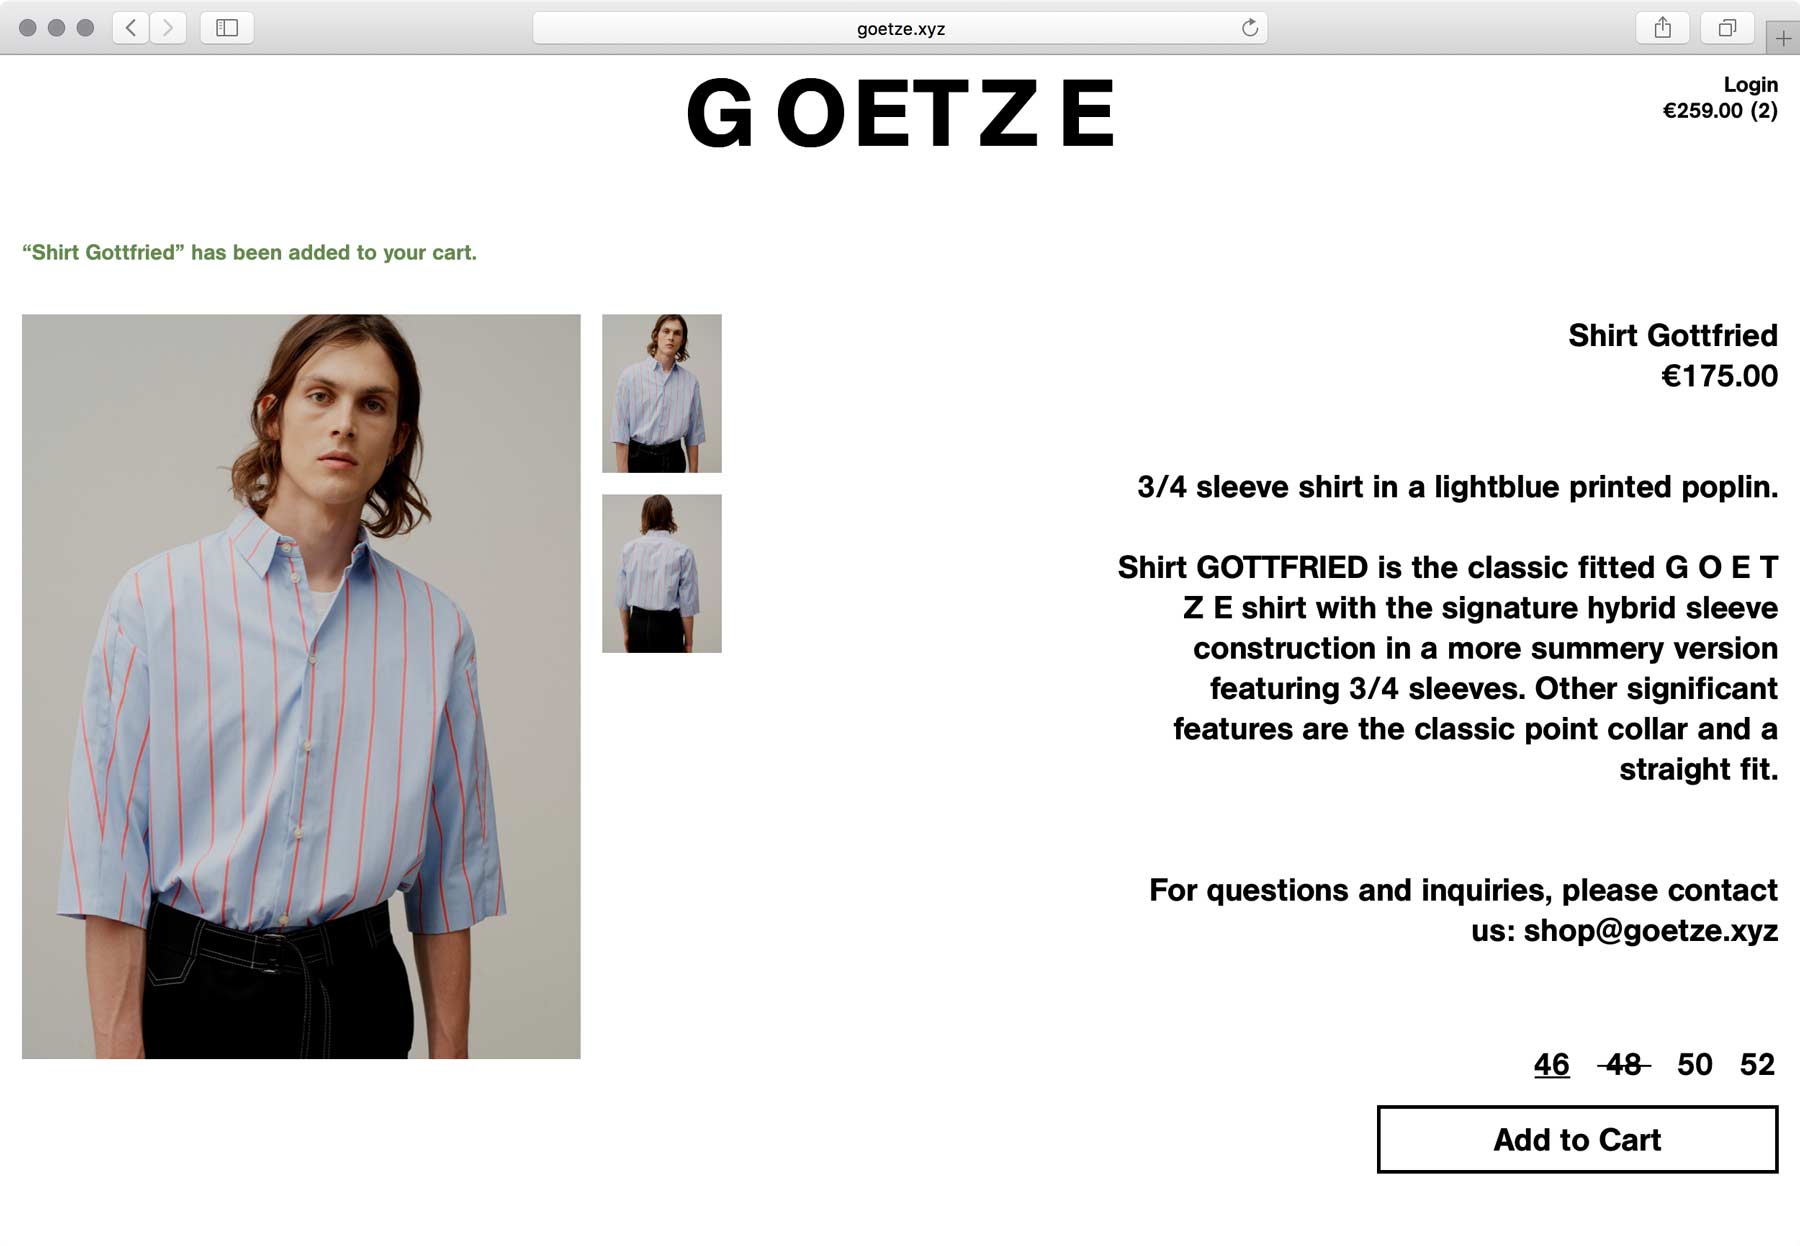 goetze.xyz
G O E T Z E
Login
€259.00 (2)
“Shirt Gottfried” has been added to your cart.
Shirt Gottfried
€175.00
3/4 sleeve shirt in a lightblue printed poplin.
Shirt GOTTFRIED is the classic fitted G O E T
Z E shirt with the signature hybrid sleeve
construction in a more summery version
featuring 3/4 sleeves. Other significant
features are the classic point collar and a
straight fit.
For questions and inquiries, please contact
us: shop@goetze.xyz
46 48 50 52
Add to Cart